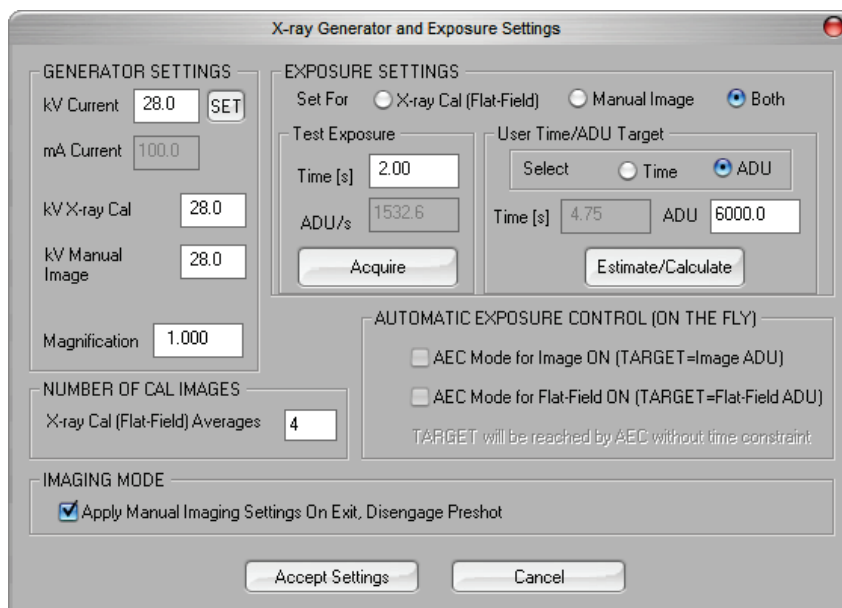 X-ray Generator and Exposure Settings
GENERATOR SETTINGS
kV Current 28.0 SET
mA Current 100.0
kV X-ray Cal 28.0
kV Manual Image 28.0
Magnification 1.000
EXPOSURE SETTINGS
Set For X-ray Cal (Flat-Field) Manual Image Both
Test Exposure
Time [s] 2.00
ADU/s 1532.6
Acquire
User Time/ADU Target
Select Time ADU
Time [s] 4.75 ADU 6000.0
Estimate/Calculate
AUTOMATIC EXPOSURE CONTROL (ON THE FLY)
AEC Mode for Image ON (TARGET=Image ADU)
AEC Mode for Flat-Field ON (TARGET=Flat-Field ADU)
TARGET will be reached by AEC without time constraint
NUMBER OF CAL IMAGES
X-ray Cal (Flat-Field) Averages 4
IMAGING MODE
Apply Manual Imaging Settings On Exit, Disengage Preshot
Accept Settings Cancel